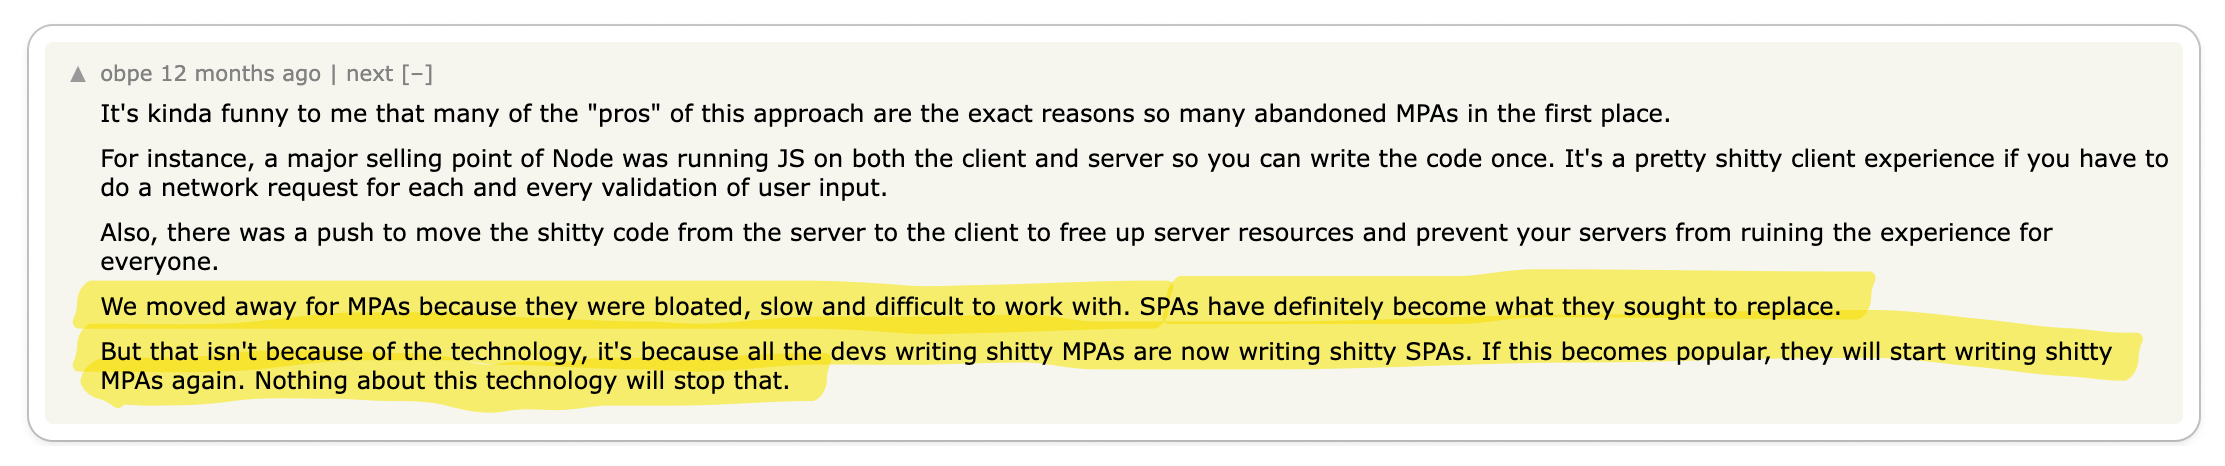 ▲ obpe 12 months ago | next [–]
It's kinda funny to me that many of the "pros" of this approach are the exact reasons so many abandoned MPAs in the first place.
For instance, a major selling point of Node was running JS on both the client and server so you can write the code once. It's a pretty shitty client experience if you have to
do a network request for each and every validation of user input.
Also, there was a push to move the shitty code from the server to the client to free up server resources and prevent your servers from ruining the experience for
everyone.
We moved away for MPAs because they were bloated, slow and difficult to work with. SPAs have definitely become what they sought to replace.
But that isn't because of the technology, it's because all the devs writing shitty MPAs are now writing shitty SPAs. If this becomes popular, they will start writing shitty
MPAs again. Nothing about this technology will stop that.